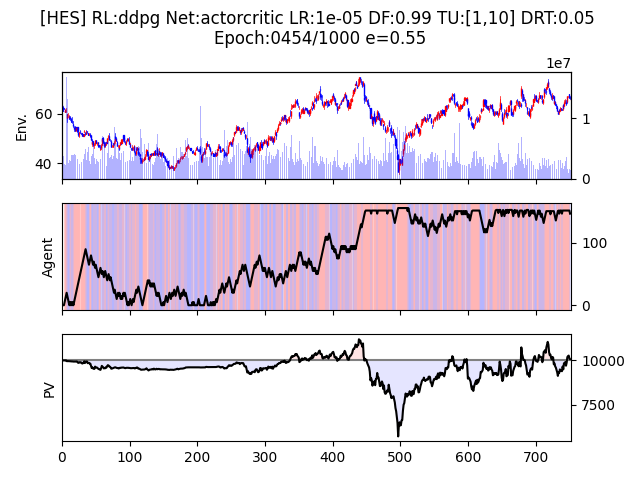 [HES] RL:ddpg Net:actorcritic LR:1e-05 DF:0.99 TU:[1,10] DRT:0.05
Epoch:0454/1000 e=0.55
1e7
Env.
60
40
1
0
Agent
100
0
PV
10000
7500
0 100 200 300 400 500 600 700